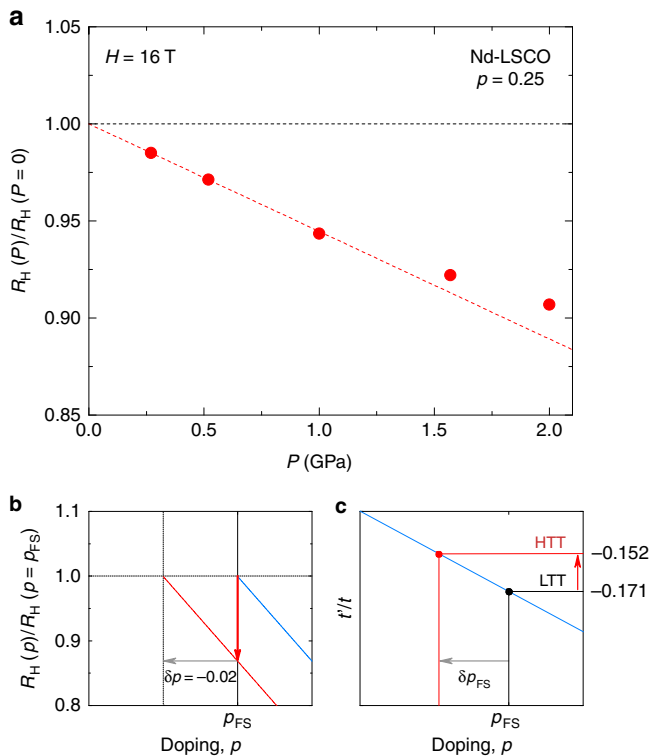 a
H = 16 T
Nd-LSCO
p = 0.25
1.00
0.95
0.90
0.85
R_H (P)/R_H (P = 0)
0.0
0.5
1.0
1.5
2.0
P (GPa)
b
1.1
1.0
0.9
0.8
R_H (p)/R_H (p = p_FS)
δp = −0.02
p_FS
Doping, p
c
t'/t
HTT
−0.152
LTT
−0.171
δp_FS
p_FS
Doping, p